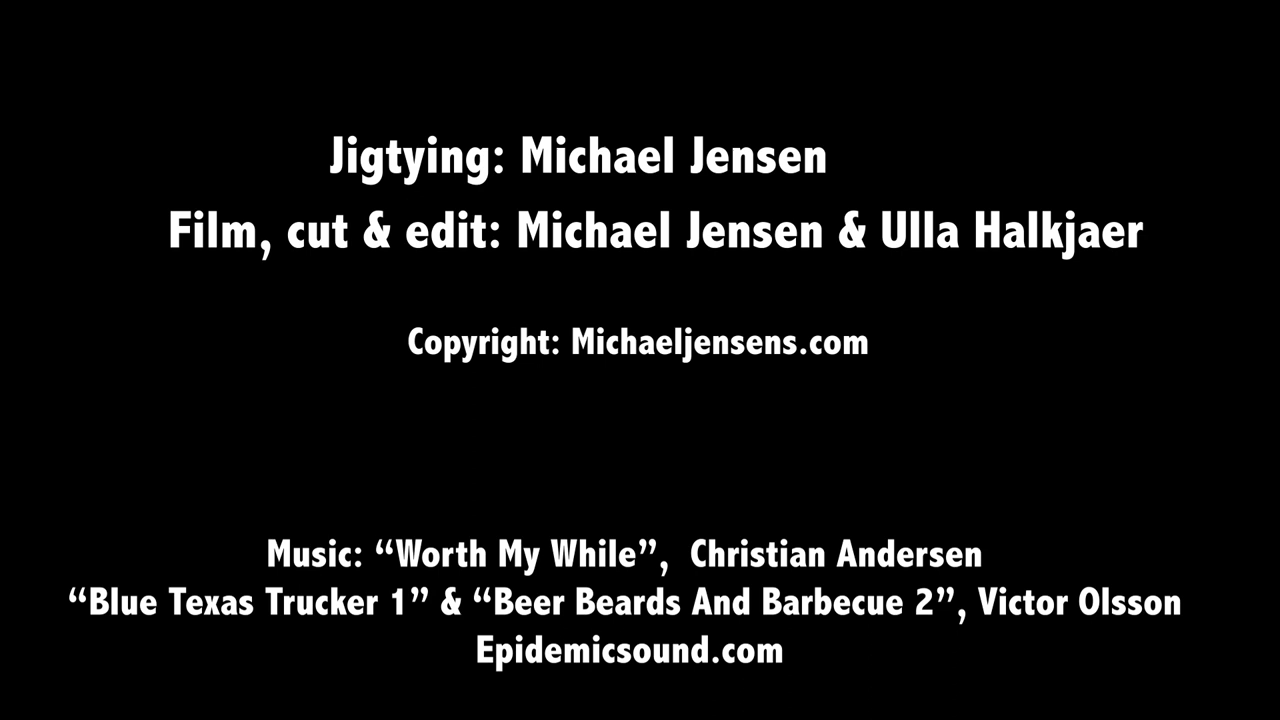 Jigtying: Michael Jensen
Film, cut & edit: Michael Jensen & Ulla Halkjaer
Copyright: Michaeljensens.com
Music: “Worth My While”,  Christian Andersen
“Blue Texas Trucker 1” & “Beer Beards And Barbecue 2”, Victor Olsson
Epidemicsound.com